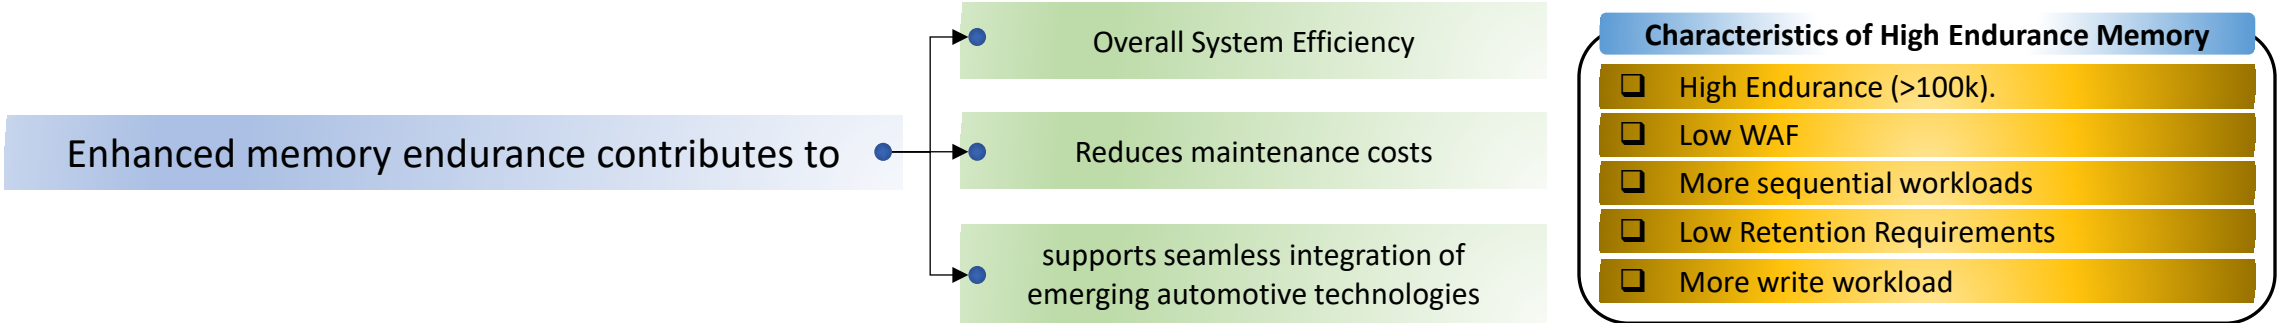 Enhanced memory endurance contributes to
Overall System Efficiency
Reduces maintenance costs
supports seamless integration of
emerging automotive technologies
Characteristics of High Endurance Memory
❑ High Endurance (>100k).
❑ Low WAF
❑ More sequential workloads
❑ Low Retention Requirements
❑ More write workload